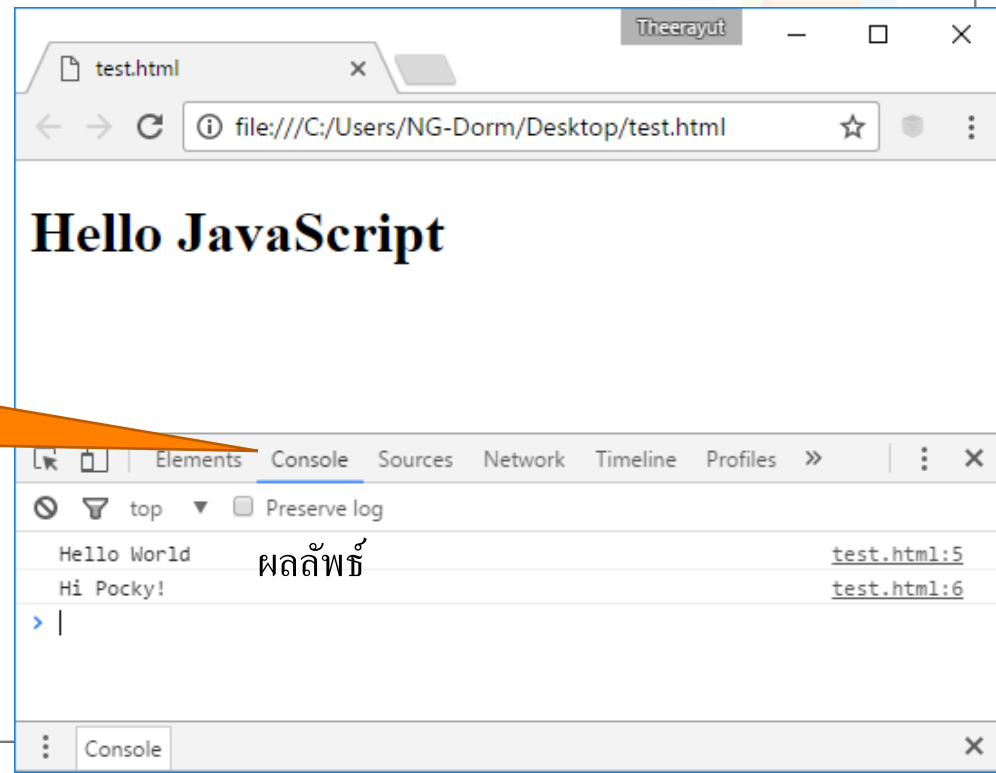 Theerayut
test.html
file:///C:/Users/NG-Dorm/Desktop/test.html
Hello JavaScript
Elements Console Sources Network Timeline Profiles »
top ▼ Preserve log
Hello World test.html:5
ผลลัพธ์
Hi Pocky! test.html:6
>
Console